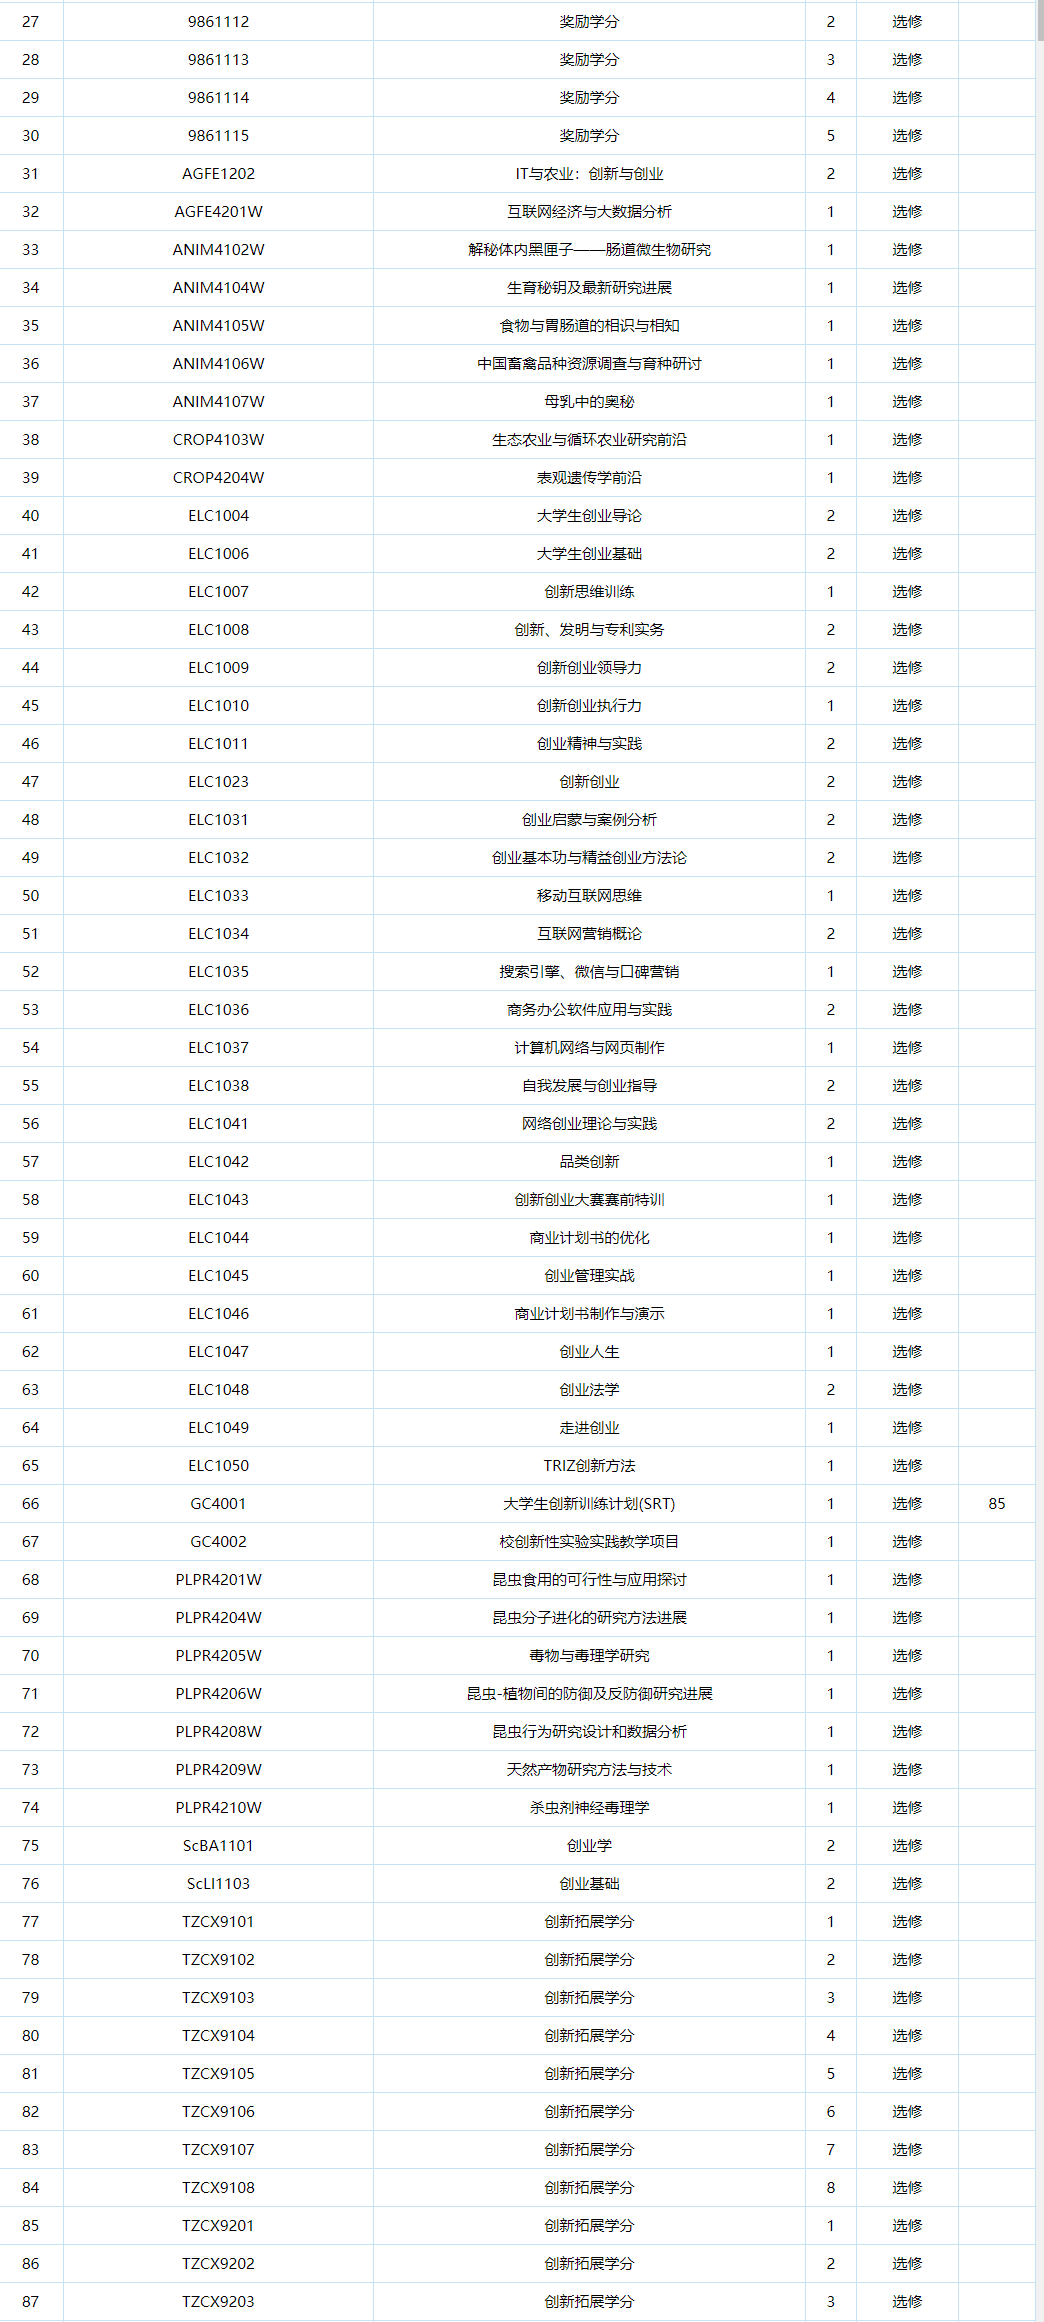 27 9861112 奖励学分 2 选修
28 9861113 奖励学分 3 选修
29 9861114 奖励学分 4 选修
30 9861115 奖励学分 5 选修
31 AGFE1202 IT与农业：创新与创业 2 选修
32 AGFE4201W 互联网经济与大数据分析 1 选修
33 ANIM4102W 解秘体内黑匣子——肠道微生物研究 1 选修
34 ANIM4104W 生育秘钥及最新研究进展 1 选修
35 ANIM4105W 食物与胃肠道的相识与相知 1 选修
36 ANIM4106W 中国畜禽品种资源调查与育种研讨 1 选修
37 ANIM4107W 母乳中的奥秘 1 选修
38 CROP4103W 生态农业与循环农业研究前沿 1 选修
39 CROP4204W 表观遗传学前沿 1 选修
40 ELC1004 大学生创业导论 2 选修
41 ELC1006 大学生创业基础 2 选修
42 ELC1007 创新思维训练 1 选修
43 ELC1008 创新、发明与专利实务 2 选修
44 ELC1009 创新创业领导力 2 选修
45 ELC1010 创新创业执行力 1 选修
46 ELC1011 创业精神与实践 2 选修
47 ELC1023 创新创业 2 选修
48 ELC1031 创业启蒙与案例分析 2 选修
49 ELC1032 创业基本功与精益创业方法论 2 选修
50 ELC1033 移动互联网思维 1 选修
51 ELC1034 互联网营销概论 2 选修
52 ELC1035 搜索引擎、微信与口碑营销 1 选修
53 ELC1036 商务办公软件应用与实践 2 选修
54 ELC1037 计算机网络与网页制作 1 选修
55 ELC1038 自我发展与创业指导 2 选修
56 ELC1041 网络创业理论与实践 2 选修
57 ELC1042 品类创新 1 选修
58 ELC1043 创新创业大赛赛前特训 1 选修
59 ELC1044 商业计划书的优化 1 选修
60 ELC1045 创业管理实战 1 选修
61 ELC1046 商业计划书制作与演示 1 选修
62 ELC1047 创业人生 1 选修
63 ELC1048 创业法学 2 选修
64 ELC1049 走进创业 1 选修
65 ELC1050 TRIZ创新方法 1 选修
66 GC4001 大学生创新训练计划(SRT) 1 选修 85
67 GC4002 校创新性实验实践教学项目 1 选修
68 PLPR4201W 昆虫食用的可行性与应用探讨 1 选修
69 PLPR4204W 昆虫分子进化的研究方法进展 1 选修
70 PLPR4205W 毒物与毒理学研究 1 选修
71 PLPR4206W 昆虫-植物间的防御及反防御研究进展 1 选修
72 PLPR4208W 昆虫行为研究设计和数据分析 1 选修
73 PLPR4209W 天然产物研究方法与技术 1 选修
74 PLPR4210W 杀虫剂神经毒理学 1 选修
75 ScBA1101 创业学 2 选修
76 ScLI1103 创业基础 2 选修
77 TZCX9101 创新拓展学分 1 选修
78 TZCX9102 创新拓展学分 2 选修
79 TZCX9103 创新拓展学分 3 选修
80 TZCX9104 创新拓展学分 4 选修
81 TZCX9105 创新拓展学分 5 选修
82 TZCX9106 创新拓展学分 6 选修
83 TZCX9107 创新拓展学分 7 选修
84 TZCX9108 创新拓展学分 8 选修
85 TZCX9201 创新拓展学分 1 选修
86 TZCX9202 创新拓展学分 2 选修
87 TZCX9203 创新拓展学分 3 选修